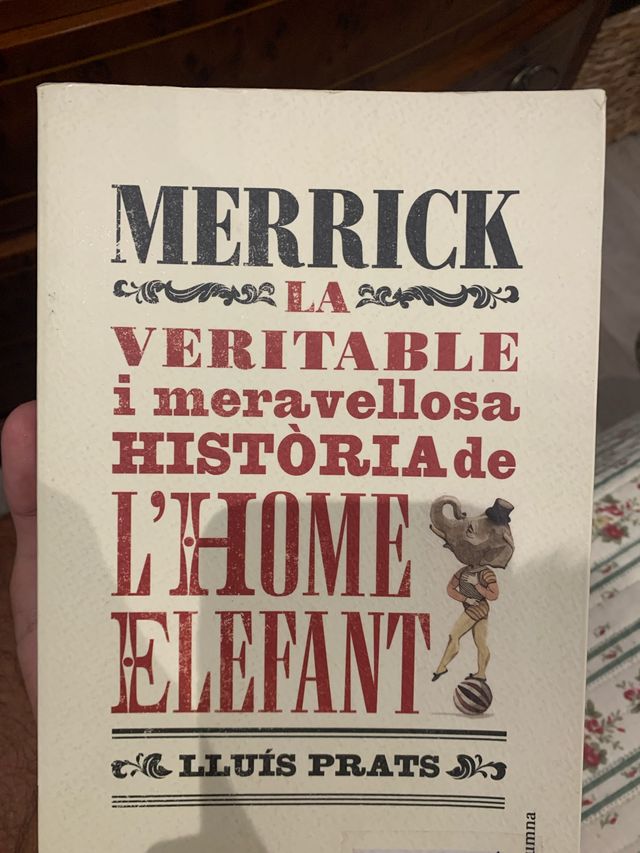 MERRICK
LA
VERITABLE
i meravellosa
HISTÒRIA de
L'HOME
ELEFANT
LLUÍS PRATS